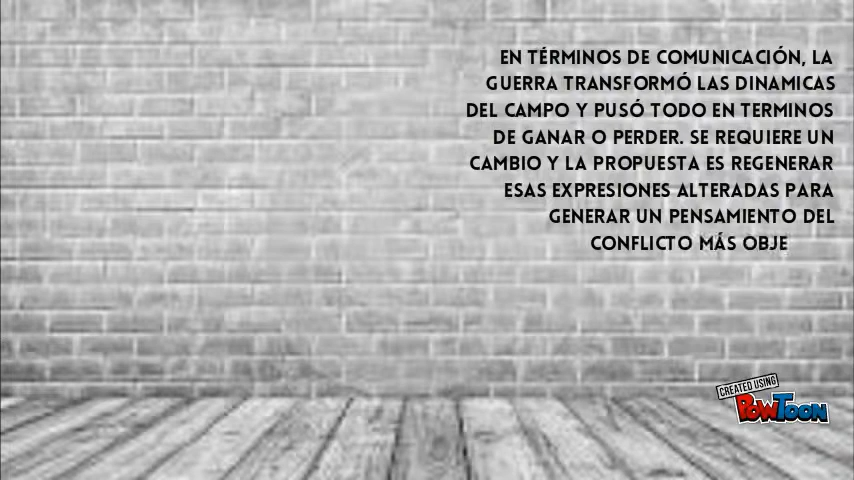 EN TÉRMINOS DE COMUNICACIÓN, LA
GUERRA TRANSFORMÓ LAS DINAMICAS
DEL CAMPO Y PUSÓ TODO EN TERMINOS
DE GANAR O PERDER. SE REQUIERE UN
CAMBIO Y LA PROPUESTA ES REGENERAR
ESAS EXPRESIONES ALTERADAS PARA
GENERAR UN PENSAMIENTO DEL
CONFLICTO MÁS OBJE
CREATED USING
POWTOON